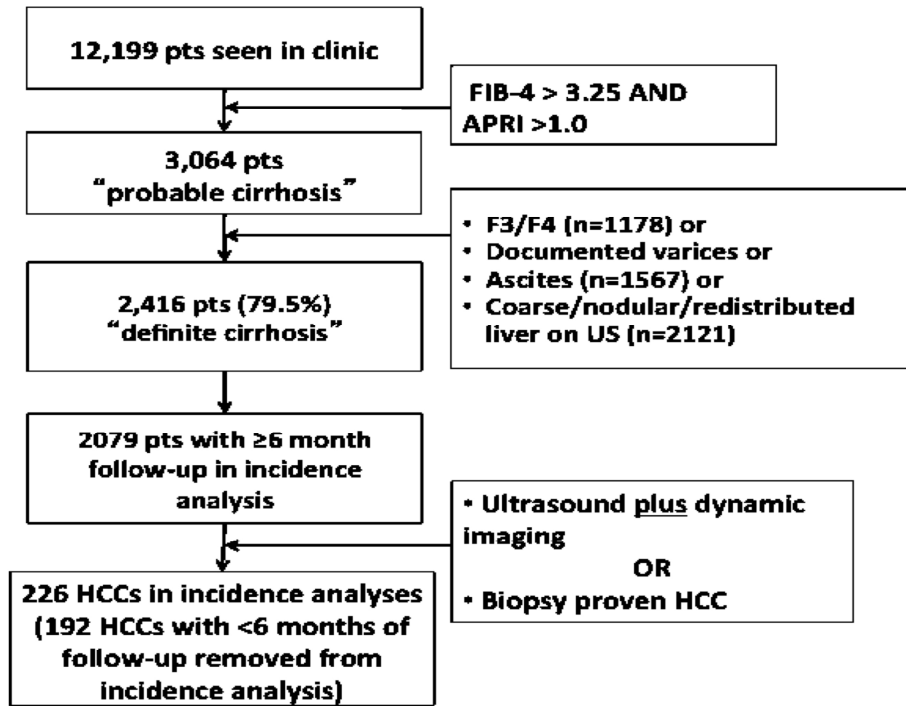 12,199 pts seen in clinic
FIB-4 > 3.25 AND
APRI >1.0
3,064 pts
“probable cirrhosis”
• F3/F4 (n=1178) or
• Documented varices or
• Ascites (n=1567) or
• Coarse/nodular/redistributed
liver on US (n=2121)
2,416 pts (79.5%)
“definite cirrhosis”
2079 pts with ≥6 month
follow-up in incidence
analysis
• Ultrasound plus dynamic
imaging
OR
• Biopsy proven HCC
226 HCCs in incidence analyses
(192 HCCs with <6 months of
follow-up removed from
incidence analysis)